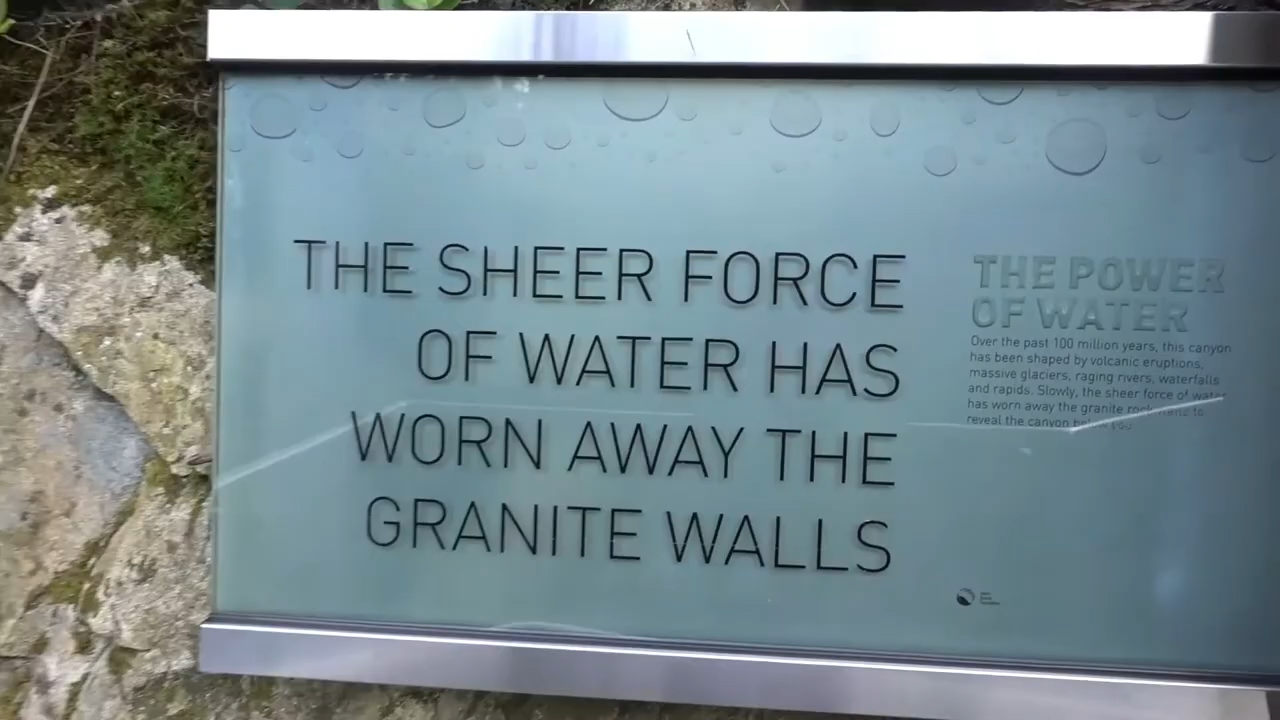 THE SHEER FORCE
OF WATER HAS
WORN AWAY THE
GRANITE WALLS
THE POWER
OF WATER
Over the past 100 million years, this canyon
has been shaped by volcanic eruptions,
massive glaciers, raging rivers, waterfalls
and rapids. Slowly, the sheer force of water
has worn away the granite rock to
reveal the canyon below you.